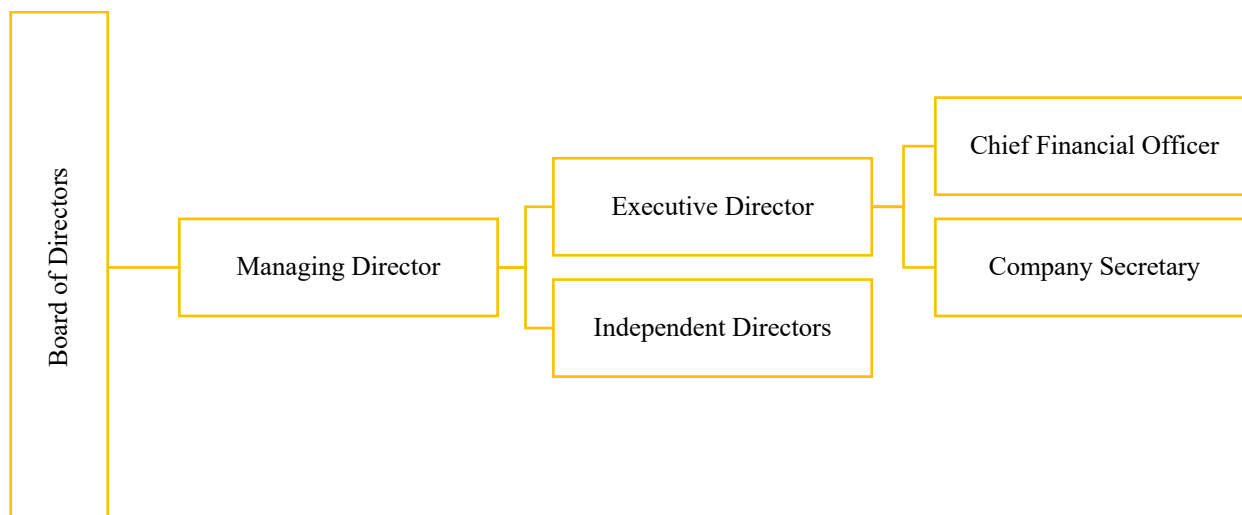 Board of Directors
Managing Director
Executive Director
Independent Directors
Chief Financial Officer
Company Secretary